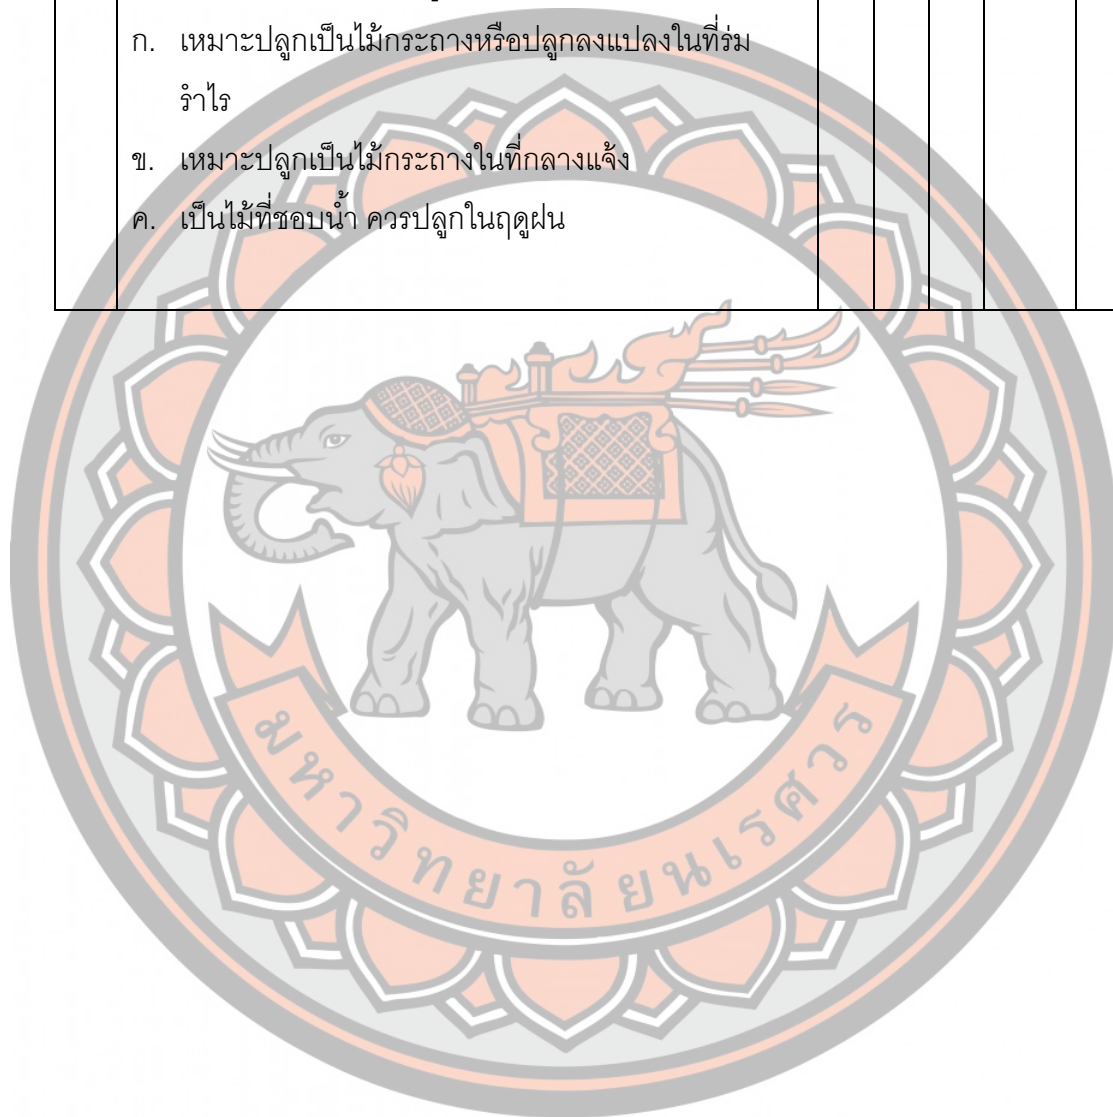 ก. เหมาะปลูกเป็นไม้กระถางหรือปลูกลงแปลงในที่ร่ม
รำไร
ข. เหมาะปลูกเป็นไม้กระถางในที่กลางแจ้ง
ค. เป็นไม้ที่ชอบน้ำ ควรปลูกในฤดูฝน
มหาวิทยาลัยนเรศวร